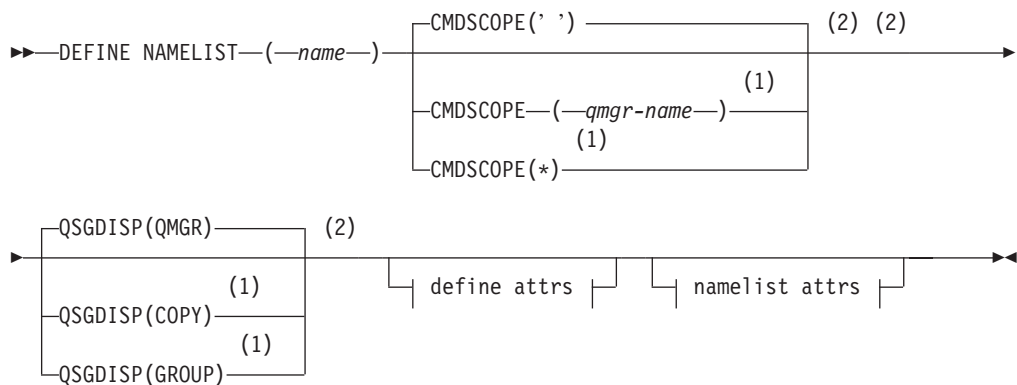 CMDSCOPE(’ ’) (2) (2)
DEFINE NAMELIST ( name )
(1)
CMDSCOPE ( qmgr-name )
(1)
CMDSCOPE(*)
QSGDISP(QMGR) (2)
define attrs namelist attrs
(1)
QSGDISP(COPY)
(1)
QSGDISP(GROUP)